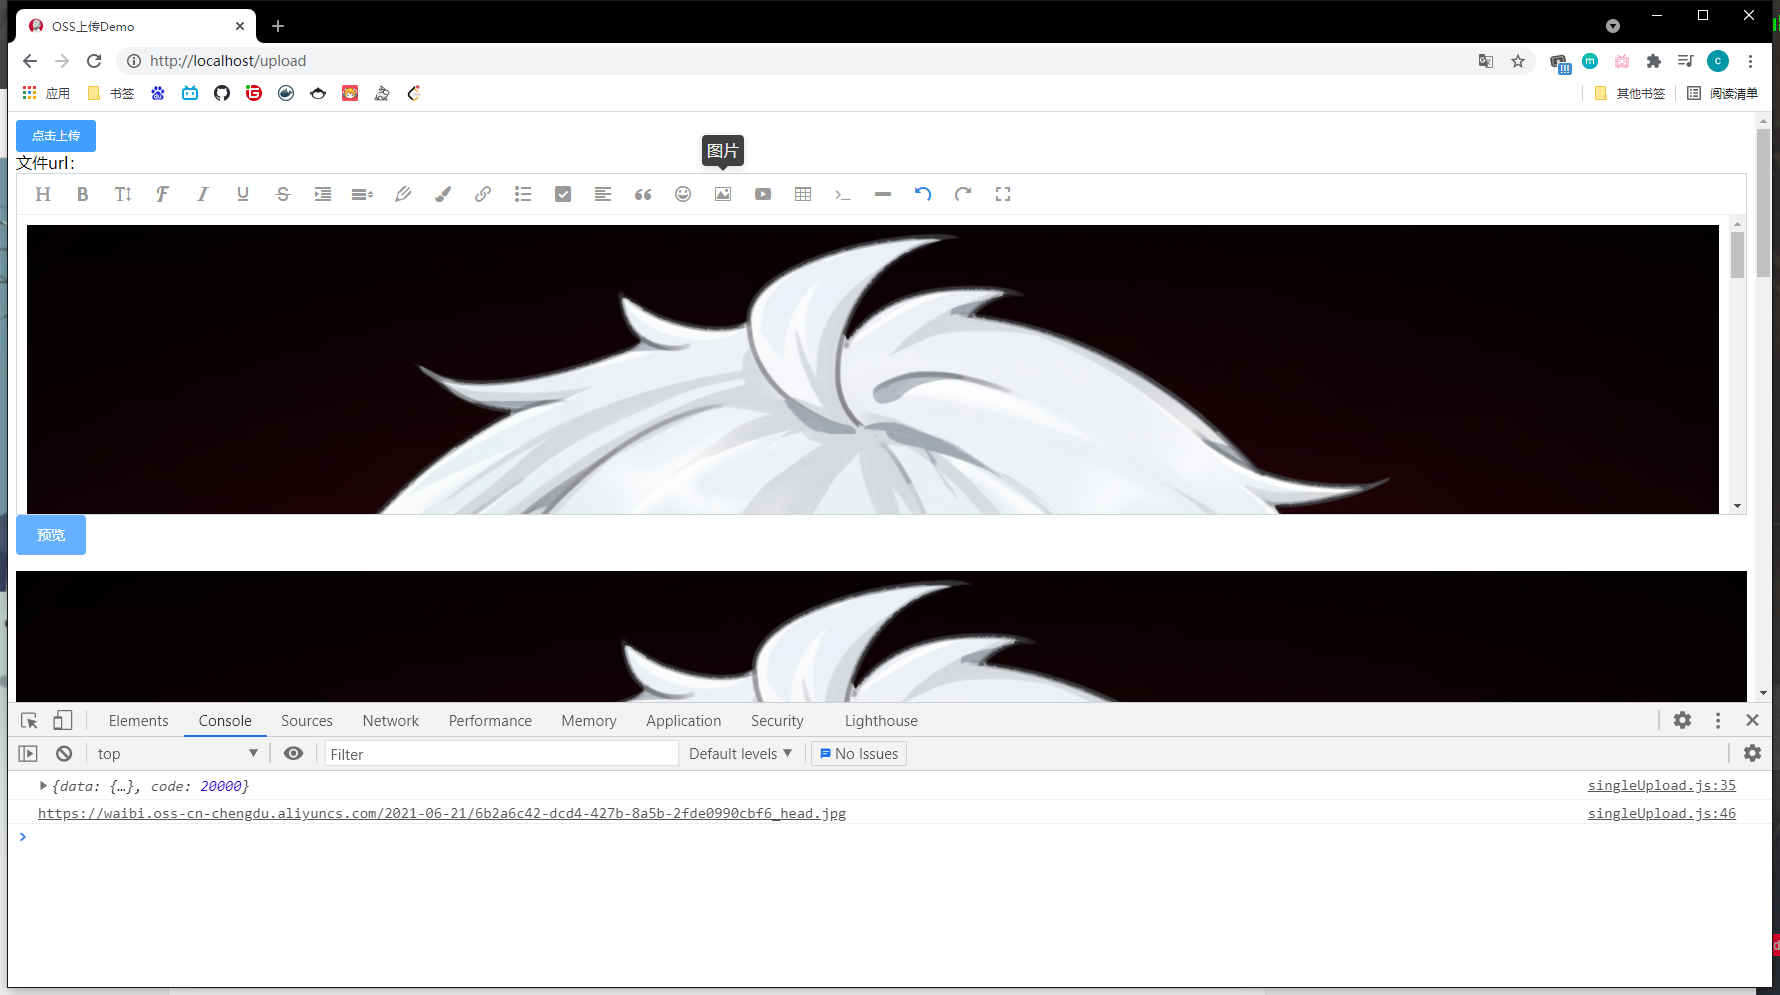 OSS上传Demo
http://localhost/upload
应用 书签 其他书签 阅读清单
点击上传
文件url:
图片
预览
Elements Console Sources Network Performance Memory Application Security Lighthouse
top Filter Default levels No Issues
{data: {…}, code: 20000} singleUpload.js:35
https://waibi.oss-cn-chengdu.aliyuncs.com/2021-06-21/6b2a6c42-dcd4-427b-8a5b-2fde0990cbf6_head.jpg singleUpload.js:46